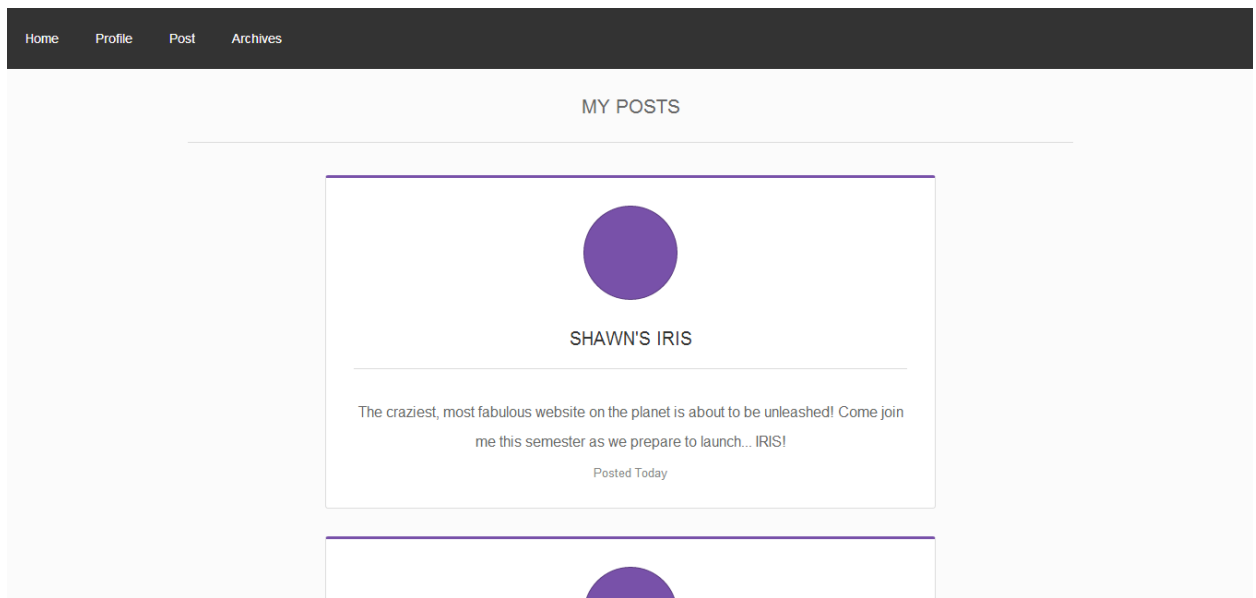 Home Profile Post Archives
MY POSTS
SHAWN'S IRIS
The craziest, most fabulous website on the planet is about to be unleashed! Come join
me this semester as we prepare to launch... IRIS!
Posted Today